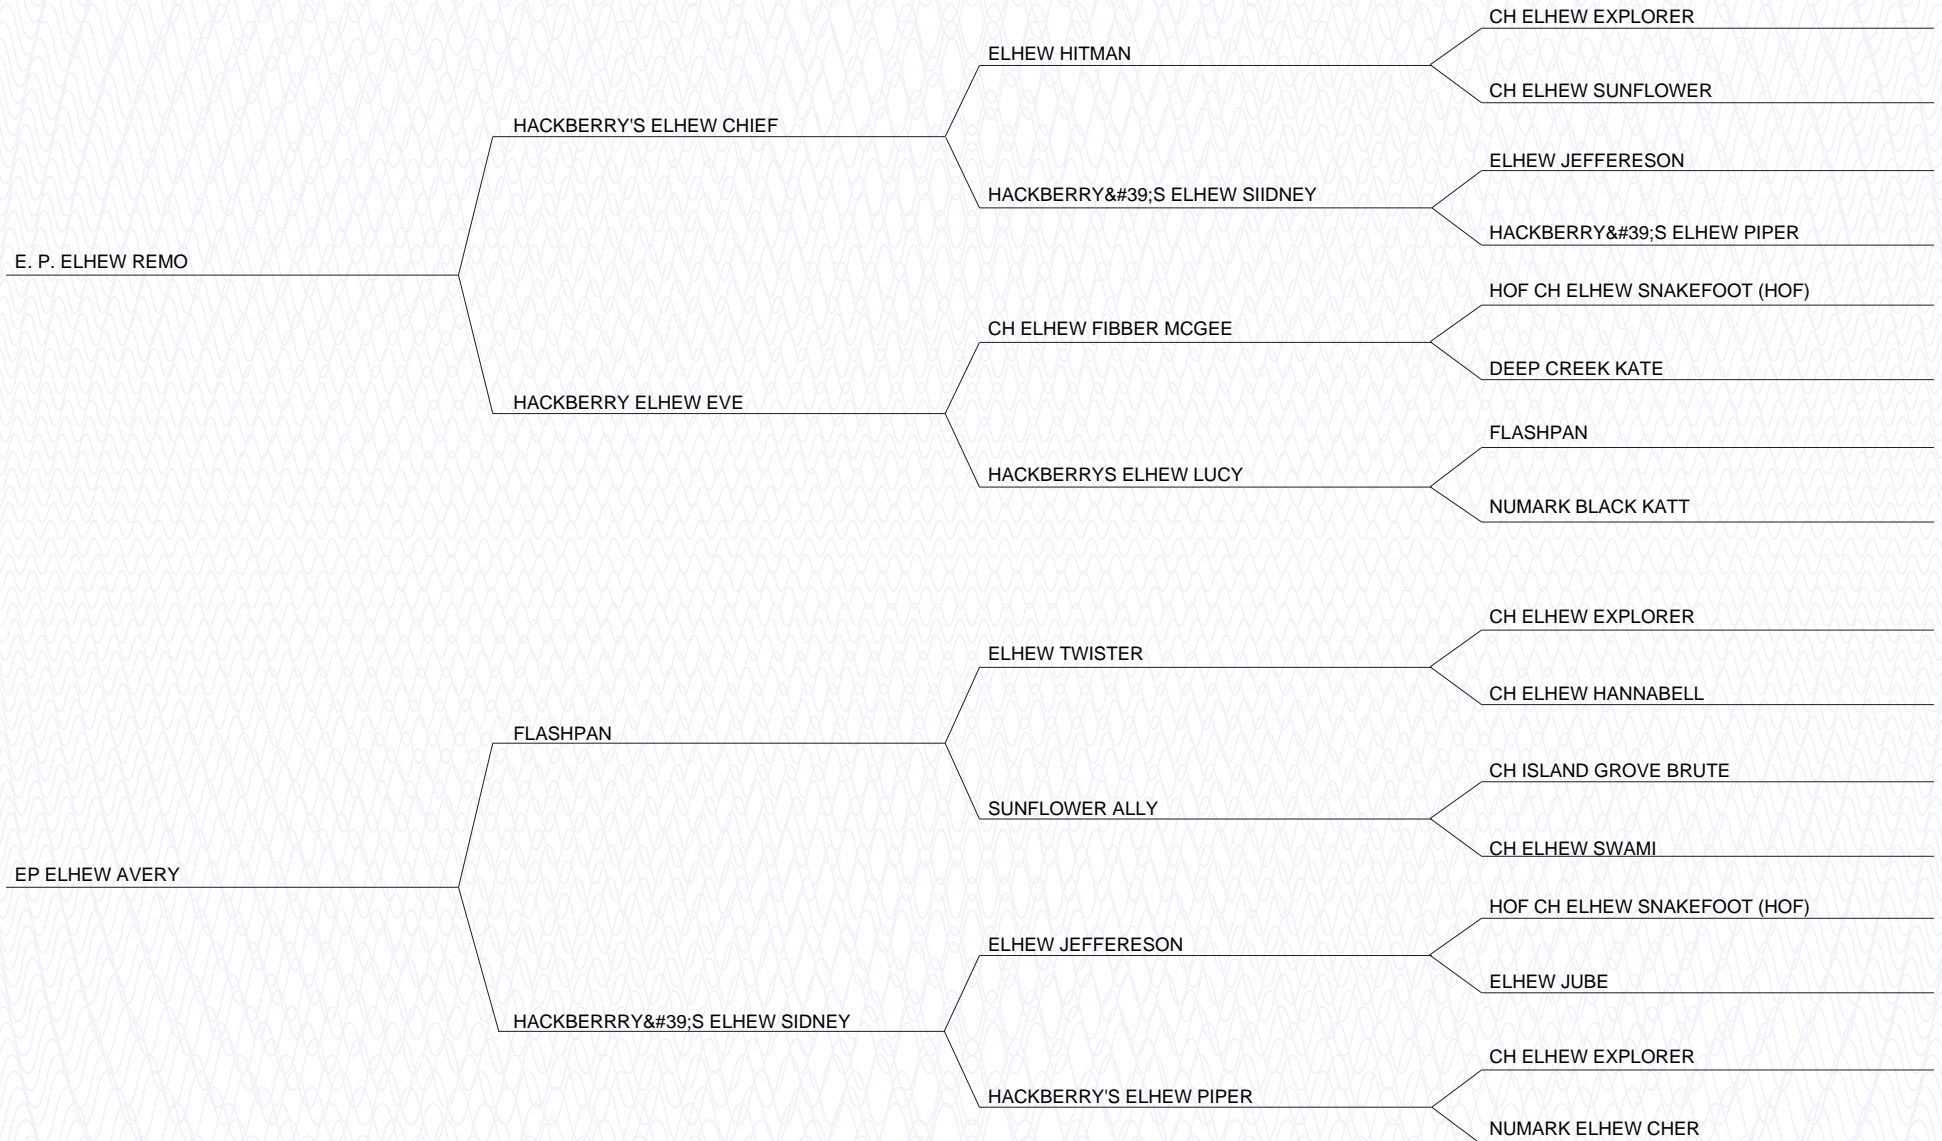 CH ELHEW EXPLORER
ELHEW HITMAN
CH ELHEW SUNFLOWER
HACKBERRY'S ELHEW CHIEF
ELHEW JEFFERESON
HACKBERRY&#39;S ELHEW SIIDNEY
HACKBERRY&#39;S ELHEW PIPER
E. P. ELHEW REMO
HOF CH ELHEW SNAKEFOOT (HOF)
CH ELHEW FIBBER MCGEE
DEEP CREEK KATE
HACKBERRY ELHEW EVE
FLASHPAN
HACKBERRYS ELHEW LUCY
NUMARK BLACK KATT
CH ELHEW EXPLORER
ELHEW TWISTER
CH ELHEW HANNABELL
FLASHPAN
CH ISLAND GROVE BRUTE
SUNFLOWER ALLY
CH ELHEW SWAMI
EP ELHEW AVERY
HOF CH ELHEW SNAKEFOOT (HOF)
ELHEW JEFFERESON
ELHEW JUBE
HACKBERRRY&#39;S ELHEW SIDNEY
CH ELHEW EXPLORER
HACKBERRY'S ELHEW PIPER
NUMARK ELHEW CHER